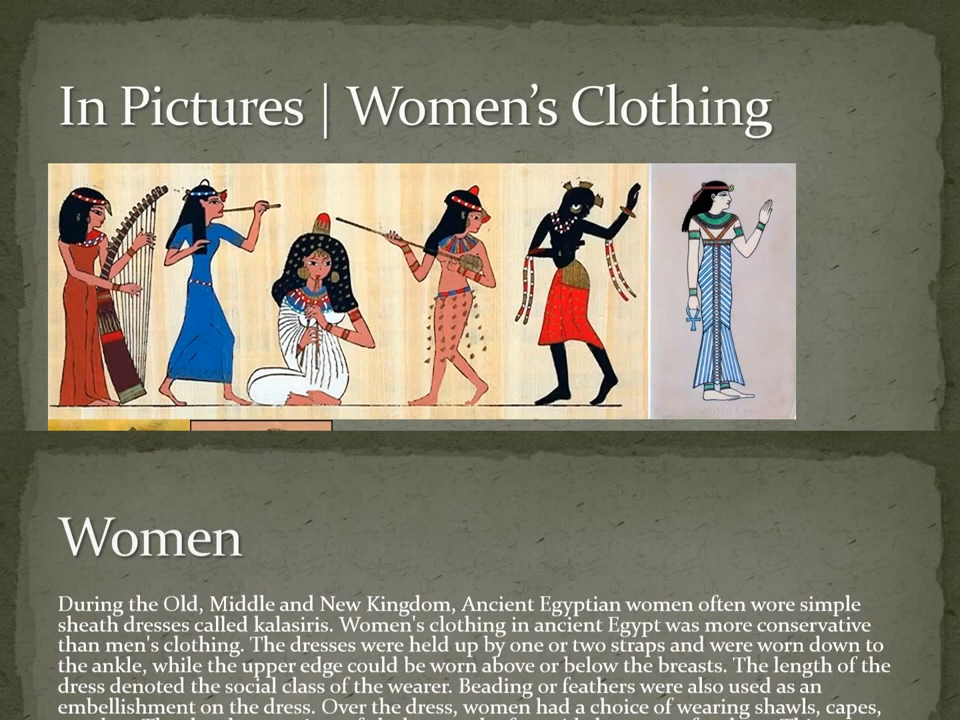 In Pictures | Women’s Clothing
Women
During the Old, Middle and New Kingdom, Ancient Egyptian women often wore simple
sheath dresses called kalasiris. Women's clothing in ancient Egypt was more conservative
than men's clothing. The dresses were held up by one or two straps and were worn down to
the ankle, while the upper edge could be worn above or below the breasts. The length of the
dress denoted the social class of the wearer. Beading or feathers were also used as an
embellishment on the dress. Over the dress, women had a choice of wearing shawls, capes,